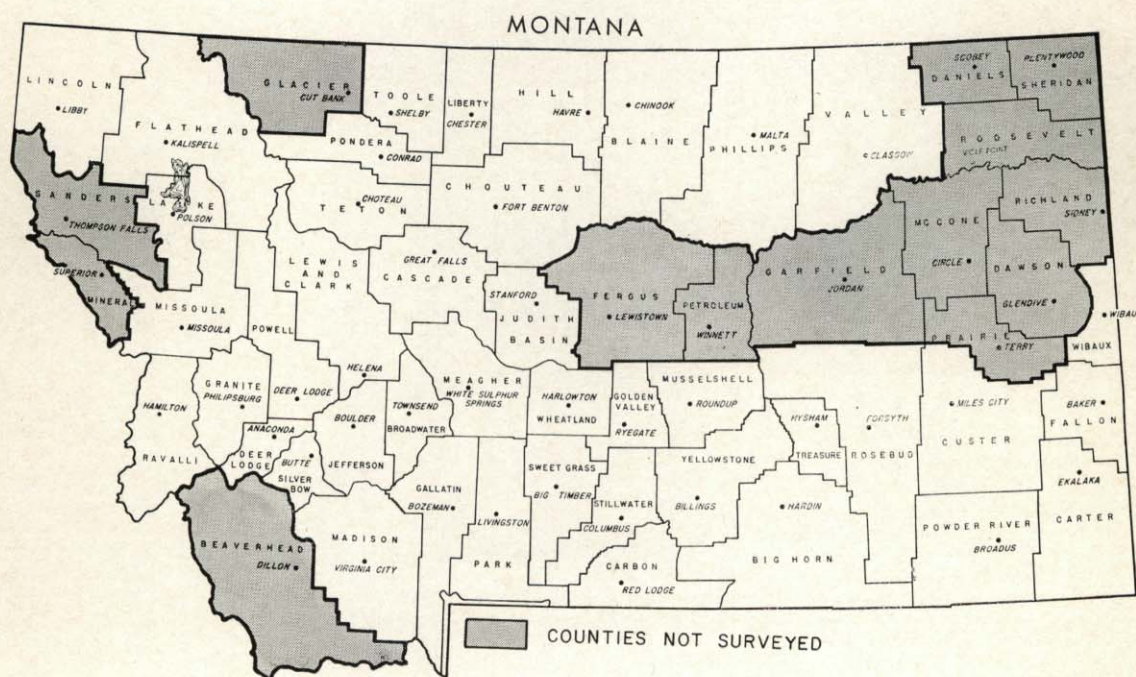 MONTANA
LINCOLN
LIBBY
FLATHEAD
KALISPELL
GLACIER
CUT BANK
TOOLE
SHELBY
LIBERTY
CHESTER
HILL
HAVRE
CHINOOK
BLAINE
MALTA
PHILLIPS
VALLEY
GLASGOW
SCOBEY
DANIELS
PLENTYWOOD
SHERIDAN
ROOSEVELT
WOLF POINT
PONDERA
CONRAD
SANDERS
THOMPSON FALLS
LAKE
POLSON
CHOTEAU
TETON
CHOUTEAU
FORT BENTON
MC CONE
CIRCLE
RICHLAND
SIDNEY
SUPERIOR
MINERAL
LEWIS
AND
CLARK
GREAT FALLS
CASCADE
STANFORD
JUDITH
BASIN
FERGUS
LEWISTOWN
PETROLEUM
WINNETT
GARFIELD
JORDAN
DAWSON
GLENDIVE
PRAIRIE
TERRY
WIBAUX
WIBAUX
MISSOULA
MISSOULA
POWELL
HELENA
GRANITE
PHILIPSBURG
DEER LODGE
HAMILTON
RAVALLI
ANACONDA
DEER
LODGE
BUTTE
SILVER
BOW
BOULDER
JEFFERSON
TOWNSEND
BROADWATER
MEAGHER
WHITE SULPHUR
SPRINGS
HARLOWTON
WHEATLAND
GOLDEN
VALLEY
RYEGATE
MUSSELSHELL
ROUNDUP
HYSHAM
TREASURE
FORSYTH
ROSEBUD
MILES CITY
CUSTER
BAKER
FALLON
EKALAKA
CARTER
POWDER RIVER
BROADUS
GALLATIN
BOZEMAN
LIVINGSTON
PARK
SWEET GRASS
BIG TIMBER
STILLWATER
COLUMBUS
YELLOWSTONE
BILLINGS
HARDIN
BIG HORN
CARBON
RED LODGE
BEAVERHEAD
DILLON
MADISON
VIRGINIA CITY
COUNTIES NOT SURVEYED